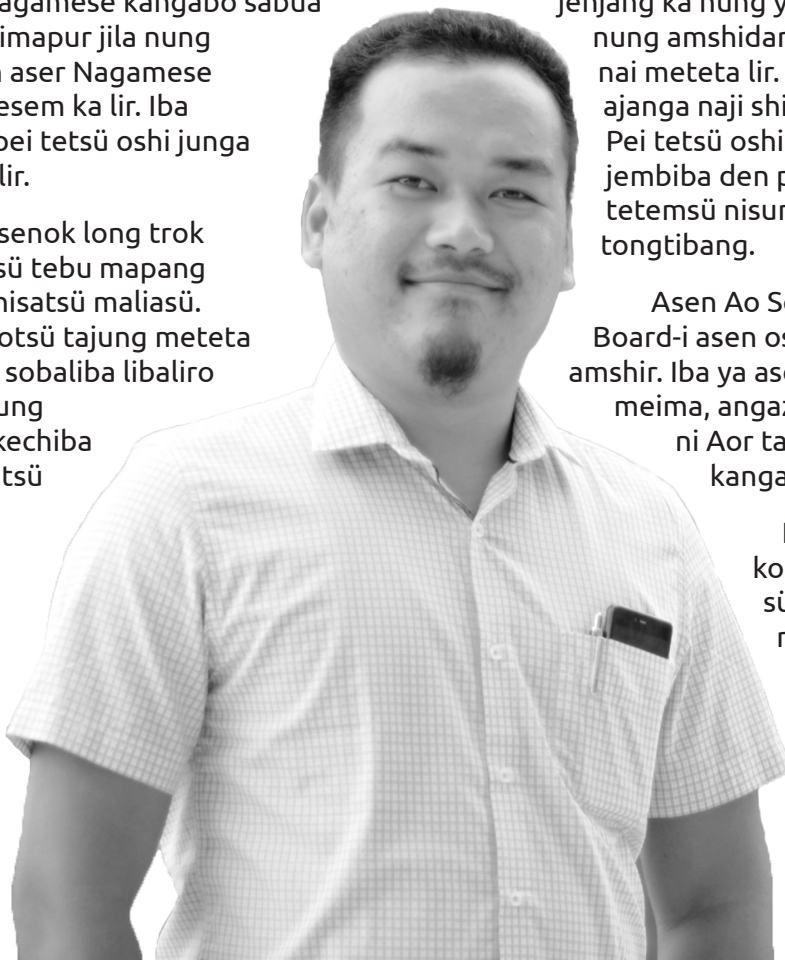 agamese kangabo sabua
imapur jila nung
aser Nagamese
esem ka lir. Iba
pei tetsü oshi junga
lir.
senok long trok
sü tebu mapang
nisatsü maliasü.
otsü tajung meteta
sobaliba libaliro
ung
kechiba
tsü
jenjang ka nung y
nung amshidar
nai meteta lir.
ajanga naji shi
Pei tetsü oshi
jembiba den p
tetemsü nisun
tongtibang.
Asen Ao Se
Board-i asen os
amshir. Iba ya ase
meima, angaz
ni Aor ta
kanga
ko
sü